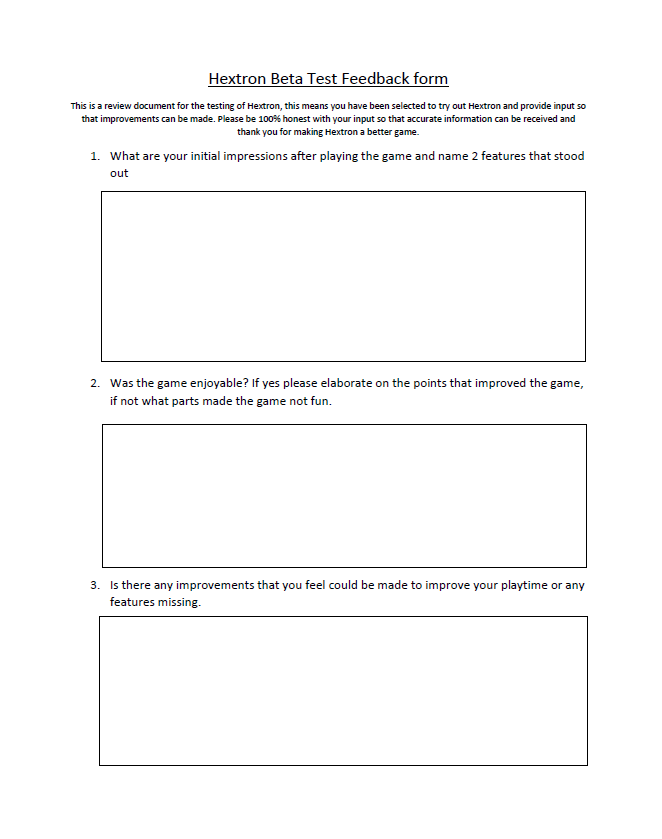 Hextron Beta Test Feedback form
This is a review document for the testing of Hextron, this means you have been selected to try out Hextron and provide input so
that improvements can be made. Please be 100% honest with your input so that accurate information can be received and
thank you for making Hextron a better game.
1. What are your initial impressions after playing the game and name 2 features that stood
out
2. Was the game enjoyable? If yes please elaborate on the points that improved the game,
if not what parts made the game not fun.
3. Is there any improvements that you feel could be made to improve your playtime or any
features missing.